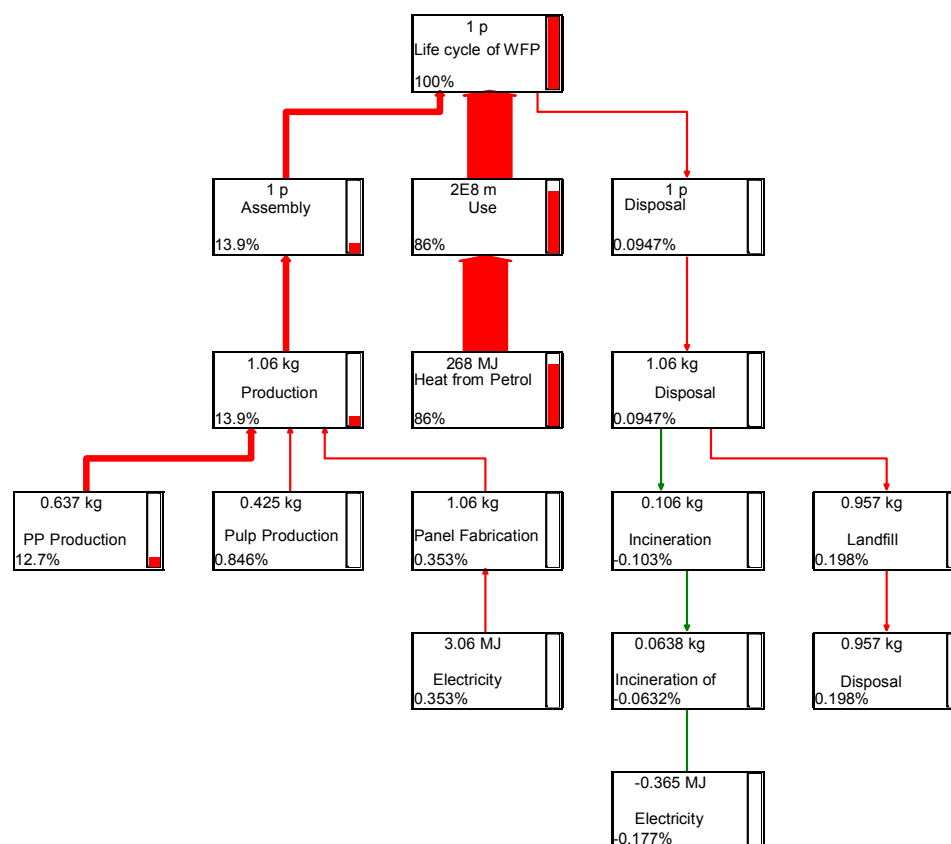 1 p
Life cycle of WFP
100%
1 p
Assembly
13.9%
2E8 m
Use
86%
1 p
Disposal
0.0947%
1.06 kg
Production
13.9%
268 MJ
Heat from Petrol
86%
1.06 kg
Disposal
0.0947%
0.637 kg
PP Production
12.7%
0.425 kg
Pulp Production
0.846%
1.06 kg
Panel Fabrication
0.353%
0.106 kg
Incineration
-0.103%
0.957 kg
Landfill
0.198%
3.06 MJ
Electricity
0.353%
0.0638 kg
Incineration of
-0.0632%
0.957 kg
Disposal
0.198%
-0.365 MJ
Electricity
-0.177%